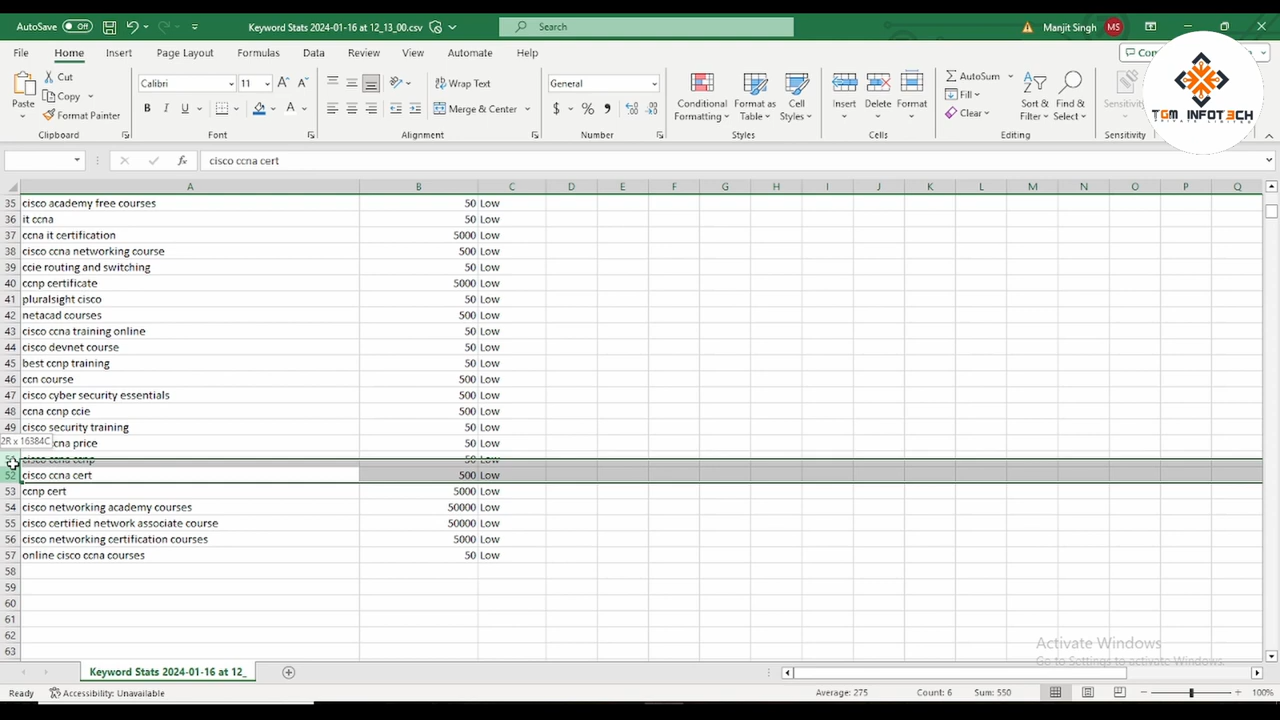 AutoSave Off Keyword Stats 2024-01-16 at 12_13_00.csv Search Manjit Singh MS
File Home Insert Page Layout Formulas Data Review View Automate Help
Paste Cut Copy Format Painter Clipboard
Calibri 11 B I U A Font
Wrap Text Merge & Center Alignment
General $ % Number
Conditional Formatting Format as Table Cell Styles Styles
Insert Delete Format Cells
AutoSum Fill Clear Sort & Filter Find & Select Editing
Sensitivity Sensitivity
TGM INFOTECH
PRIVATE LIMITED
fx cisco ccna cert
A B C D E F G H I J K L M N O P Q
35 cisco academy free courses 50 Low
36 it ccna 50 Low
37 ccna it certification 5000 Low
38 cisco ccna networking course 500 Low
39 ccie routing and switching 50 Low
40 ccnp certificate 5000 Low
41 pluralsight cisco 50 Low
42 netacad courses 500 Low
43 cisco ccna training online 50 Low
44 cisco devnet course 50 Low
45 best ccnp training 50 Low
46 ccn course 500 Low
47 cisco cyber security essentials 500 Low
48 ccna ccnp ccie 500 Low
49 cisco security training 50 Low
2R x 16384C
price 50 Low
cisco ccna ccnp 50 Low
52 cisco ccna cert 500 Low
53 ccnp cert 5000 Low
54 cisco networking academy courses 50000 Low
55 cisco certified network associate course 50000 Low
56 cisco networking certification courses 5000 Low
57 online cisco ccna courses 50 Low
58
59
60
61
62
63
Activate Windows
Go to Settings to activate Windows.
Keyword Stats 2024-01-16 at 12_
Ready Accessibility: Unavailable Average: 275 Count: 6 Sum: 550 100%